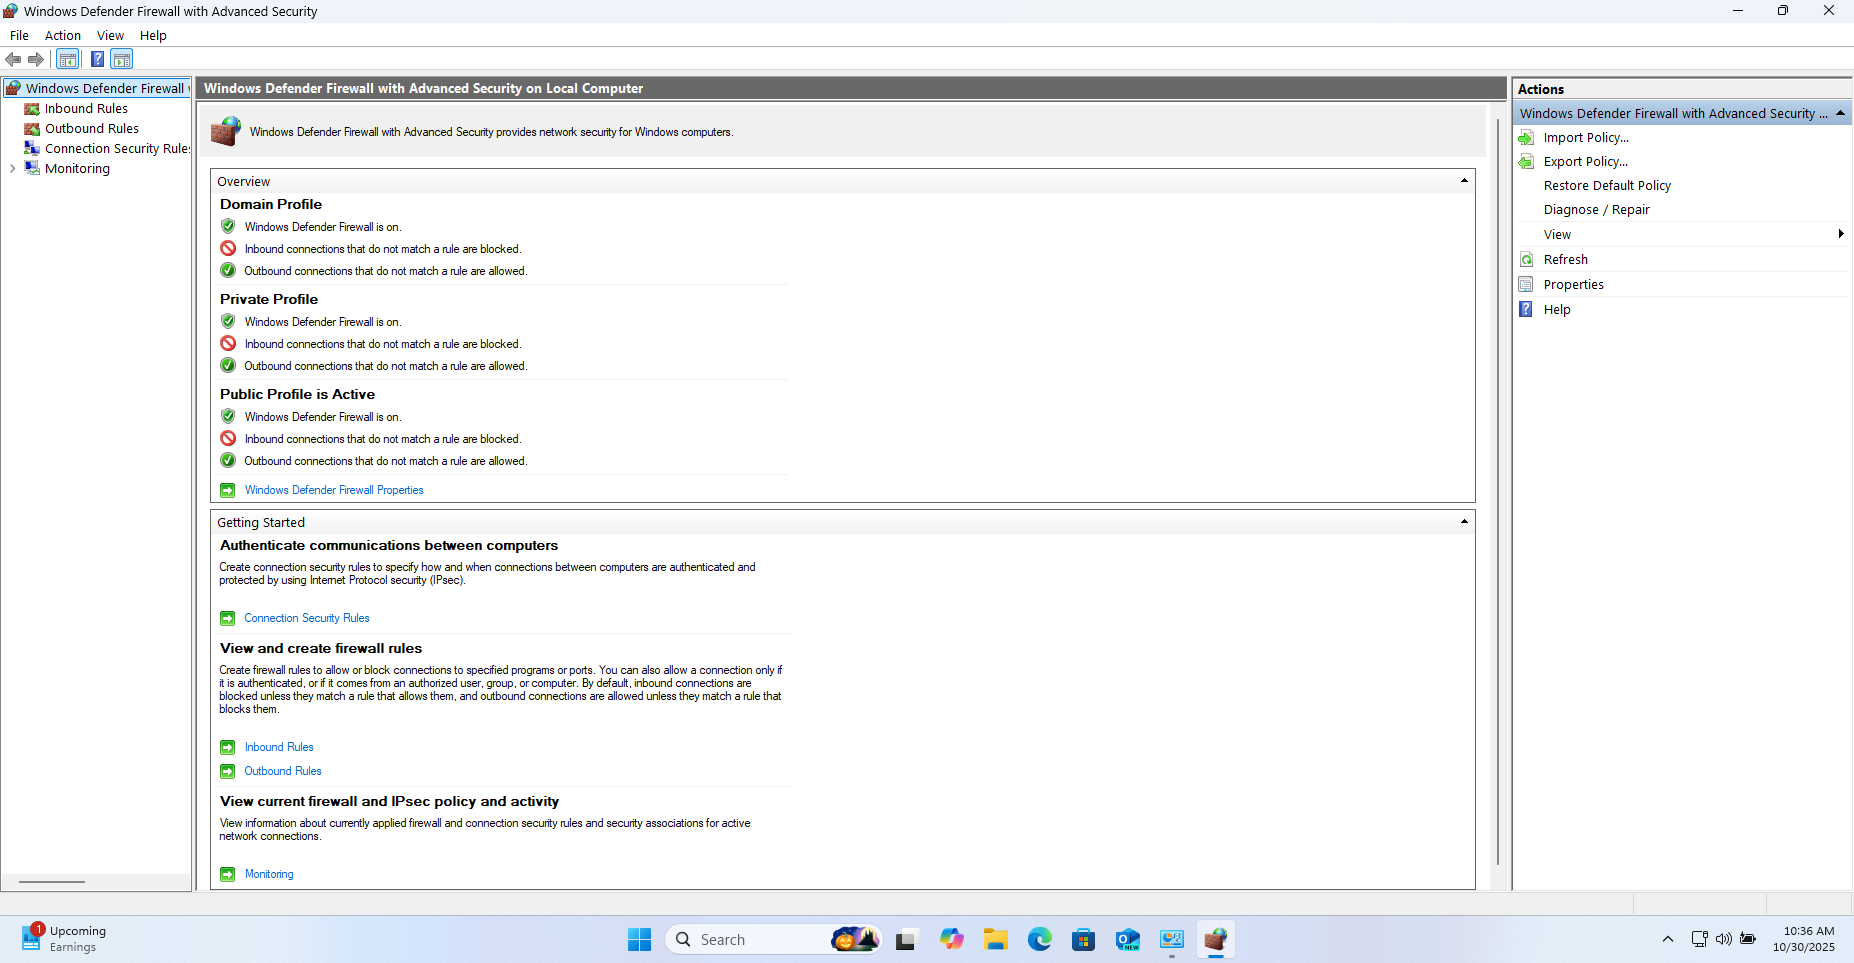 Windows Defender Firewall with Advanced Security
File Action View Help
Windows Defender Firewall
Inbound Rules
Outbound Rules
Connection Security Rules
Monitoring
Windows Defender Firewall with Advanced Security on Local Computer
Windows Defender Firewall with Advanced Security provides network security for Windows computers.
Overview
Domain Profile
Windows Defender Firewall is on.
Inbound connections that do not match a rule are blocked.
Outbound connections that do not match a rule are allowed.
Private Profile
Windows Defender Firewall is on.
Inbound connections that do not match a rule are blocked.
Outbound connections that do not match a rule are allowed.
Public Profile is Active
Windows Defender Firewall is on.
Inbound connections that do not match a rule are blocked.
Outbound connections that do not match a rule are allowed.
Windows Defender Firewall Properties
Getting Started
Authenticate communications between computers
Create connection security rules to specify how and when connections between computers are authenticated and
protected by using Internet Protocol security (IPsec).
Connection Security Rules
View and create firewall rules
Create firewall rules to allow or block connections to specified programs or ports. You can also allow a connection only if
it is authenticated, or if it comes from an authorized user, group, or computer. By default, inbound connections are
blocked unless they match a rule that allows them, and outbound connections are allowed unless they match a rule that
blocks them.
Inbound Rules
Outbound Rules
View current firewall and IPsec policy and activity
View information about currently applied firewall and connection security rules and security associations for active
network connections.
Monitoring
Actions
Windows Defender Firewall with Advanced Security ...
Import Policy...
Export Policy...
Restore Default Policy
Diagnose / Repair
View
Refresh
Properties
Help
1
Upcoming
Earnings
Search
NEW
10:36 AM
10/30/2025